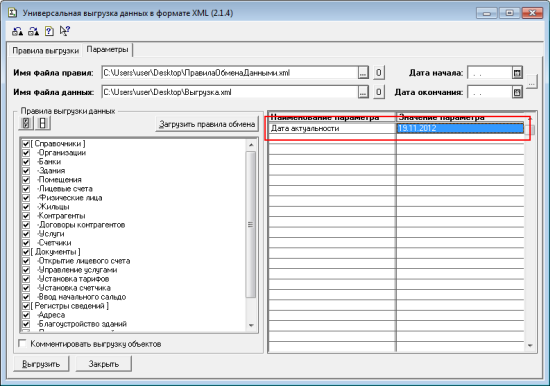 Универсальная выгрузка данных в формате XML (2.1.4)
Правила выгрузки Параметры
Имя файла правил: C:\Users\user\Desktop\ПравилаОбменаДанными.xml ... 0 Дата начала: . .
Имя файла данных: C:\Users\user\Desktop\Выгрузка.xml ... 0 Дата окончания: . . ...
Правила выгрузки данных
Загрузить правила обмена
[ Справочники ]
-Организации
-Банки
-Здания
-Помещения
-Лицевые счета
-Физические лица
-Жильцы
-Контрагенты
-Договоры контрагентов
-Услуги
-Счетчики
[ Документы ]
-Открытие лицевого счета
-Управление услугами
-Установка тарифов
-Установка счетчика
-Ввод начального сальдо
[ Регистры сведений ]
-Адреса
-Благоустройство зданий
Наименование параметра Значение параметра
Дата актуальности 19.11.2012
Комментировать выгрузку объектов
Выгрузить Закрыть